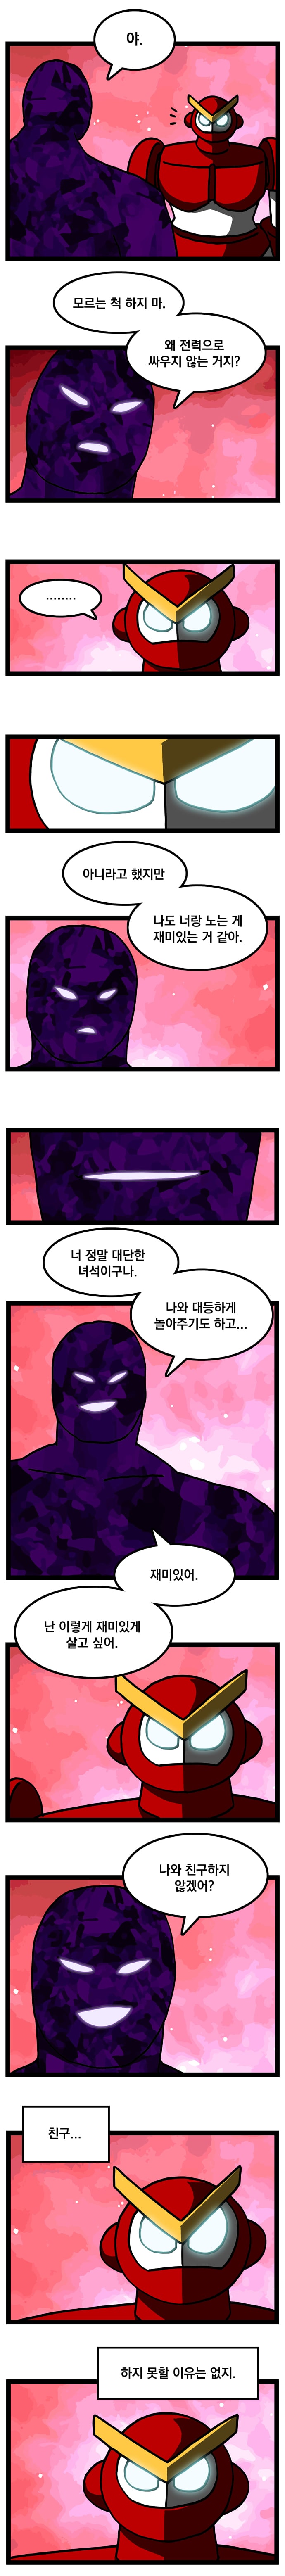 야.
모르는 척 하지 마.
왜 전력으로
싸우지 않는 거지?
........
아니라고 했지만
나도 너랑 노는 게
재미있는 거 같아.
너 정말 대단한
녀석이구나.
나와 대등하게
놀아주기도 하고...
재미있어.
난 이렇게 재미있게
살고 싶어.
나와 친구하지
않겠어?
친구...
하지 못할 이유는 없지.